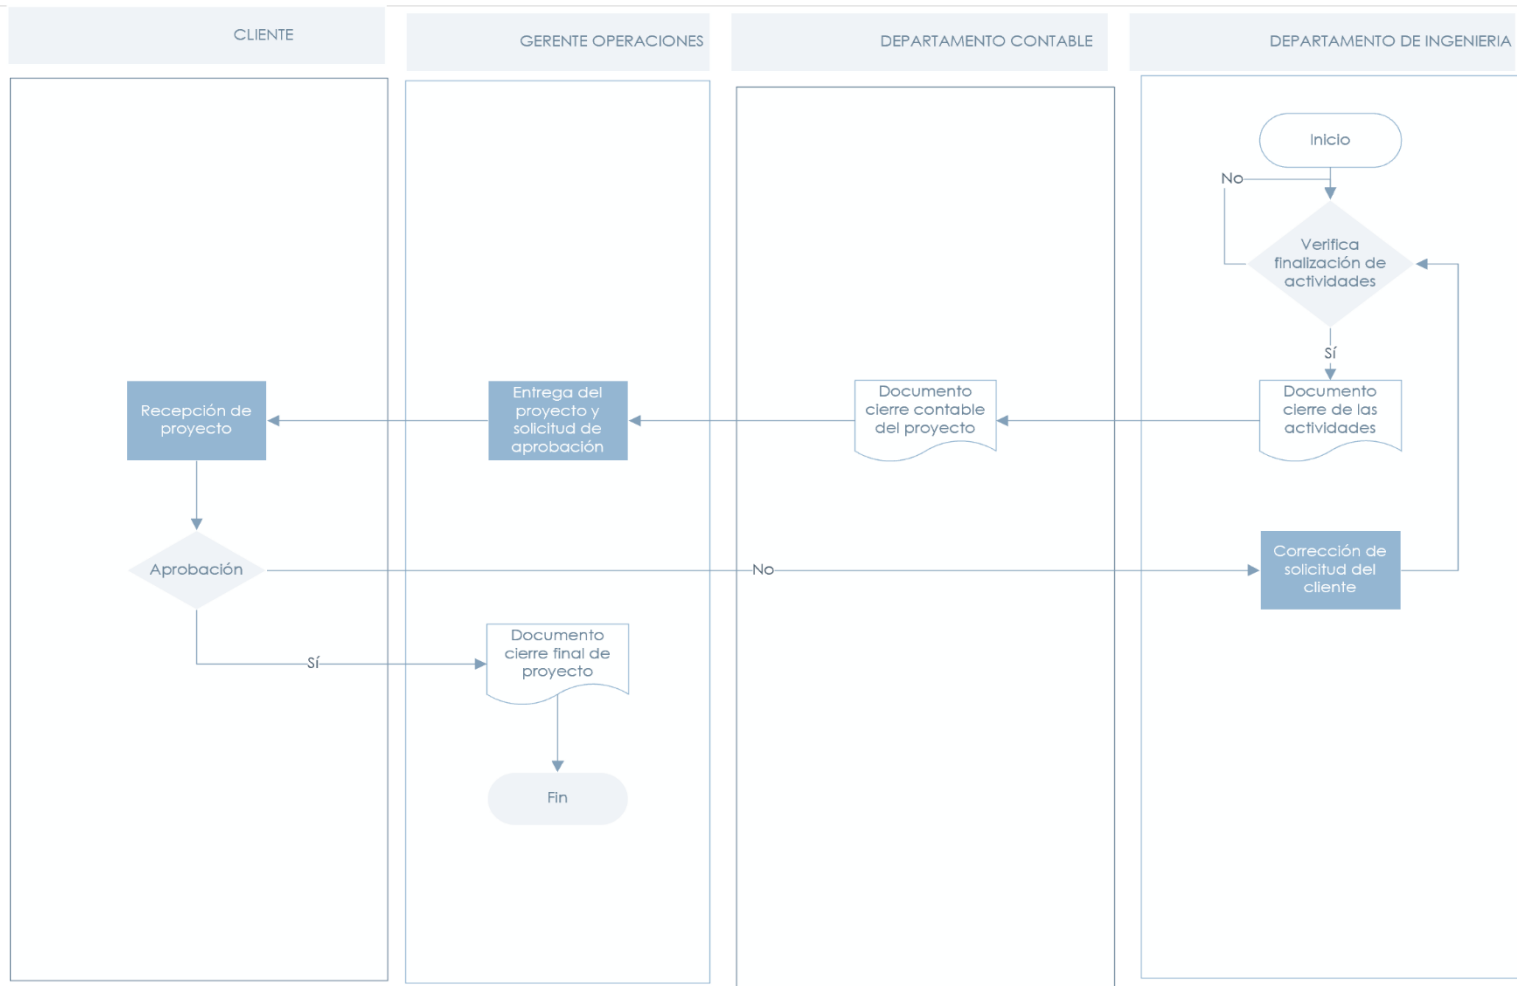 CLIENTE
GERENTE OPERACIONES
DEPARTAMENTO CONTABLE
DEPARTAMENTO DE INGENIERIA
Inicio
No
Verifica
finalización de
actividades
Sí
Recepción de
proyecto
Entrega del
proyecto y
solicitud de
aprobación
Documento
cierre contable
del proyecto
Documento
cierre de las
actividades
Aprobación
No
Corrección de
solicitud del
cliente
Sí
Documento
cierre final de
proyecto
Fin